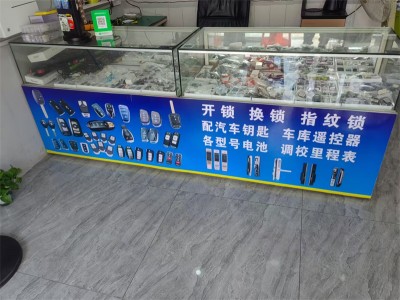 开锁 换锁 指纹锁
配汽车钥匙 车库遥控器
各型号电池 调校里程表